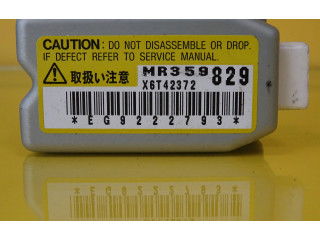 CAUTION: DO NOT DISASSEMBLE OR DROP.
IF DEFECT REFER TO SERVICE MANUAL.
取扱い注意 MR359 829
X6T42372
*EG9222793*